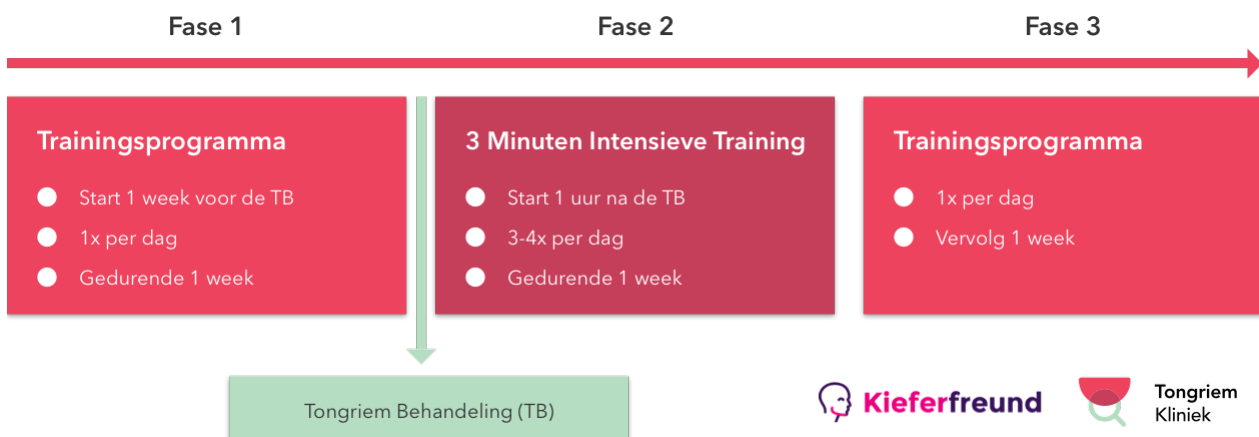 Fase 1
Fase 2
Fase 3
Trainingsprogramma
Start 1 week voor de TB
1x per dag
Gedurende 1 week
3 Minuten Intensieve Training
Start 1 uur na de TB
3-4x per dag
Gedurende 1 week
Trainingsprogramma
1x per dag
Vervolg 1 week
Tongriem Behandeling (TB)
Kieferfreund
Tongriem
Kliniek